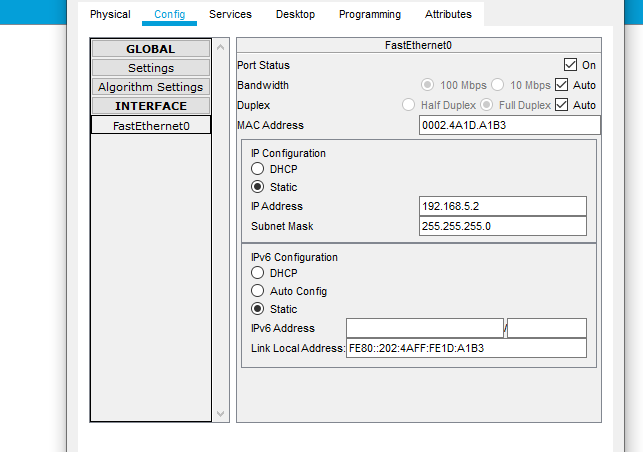 Physical Config Services Desktop Programming Attributes
GLOBAL
Settings
Algorithm Settings
INTERFACE
FastEthernet0
FastEthernet0
Port Status On
Bandwidth 100 Mbps 10 Mbps Auto
Duplex Half Duplex Full Duplex Auto
MAC Address 0002.4A1D.A1B3
IP Configuration
DHCP
Static
IP Address 192.168.5.2
Subnet Mask 255.255.255.0
IPv6 Configuration
DHCP
Auto Config
Static
IPv6 Address /
Link Local Address: FE80::202:4AFF:FE1D:A1B3